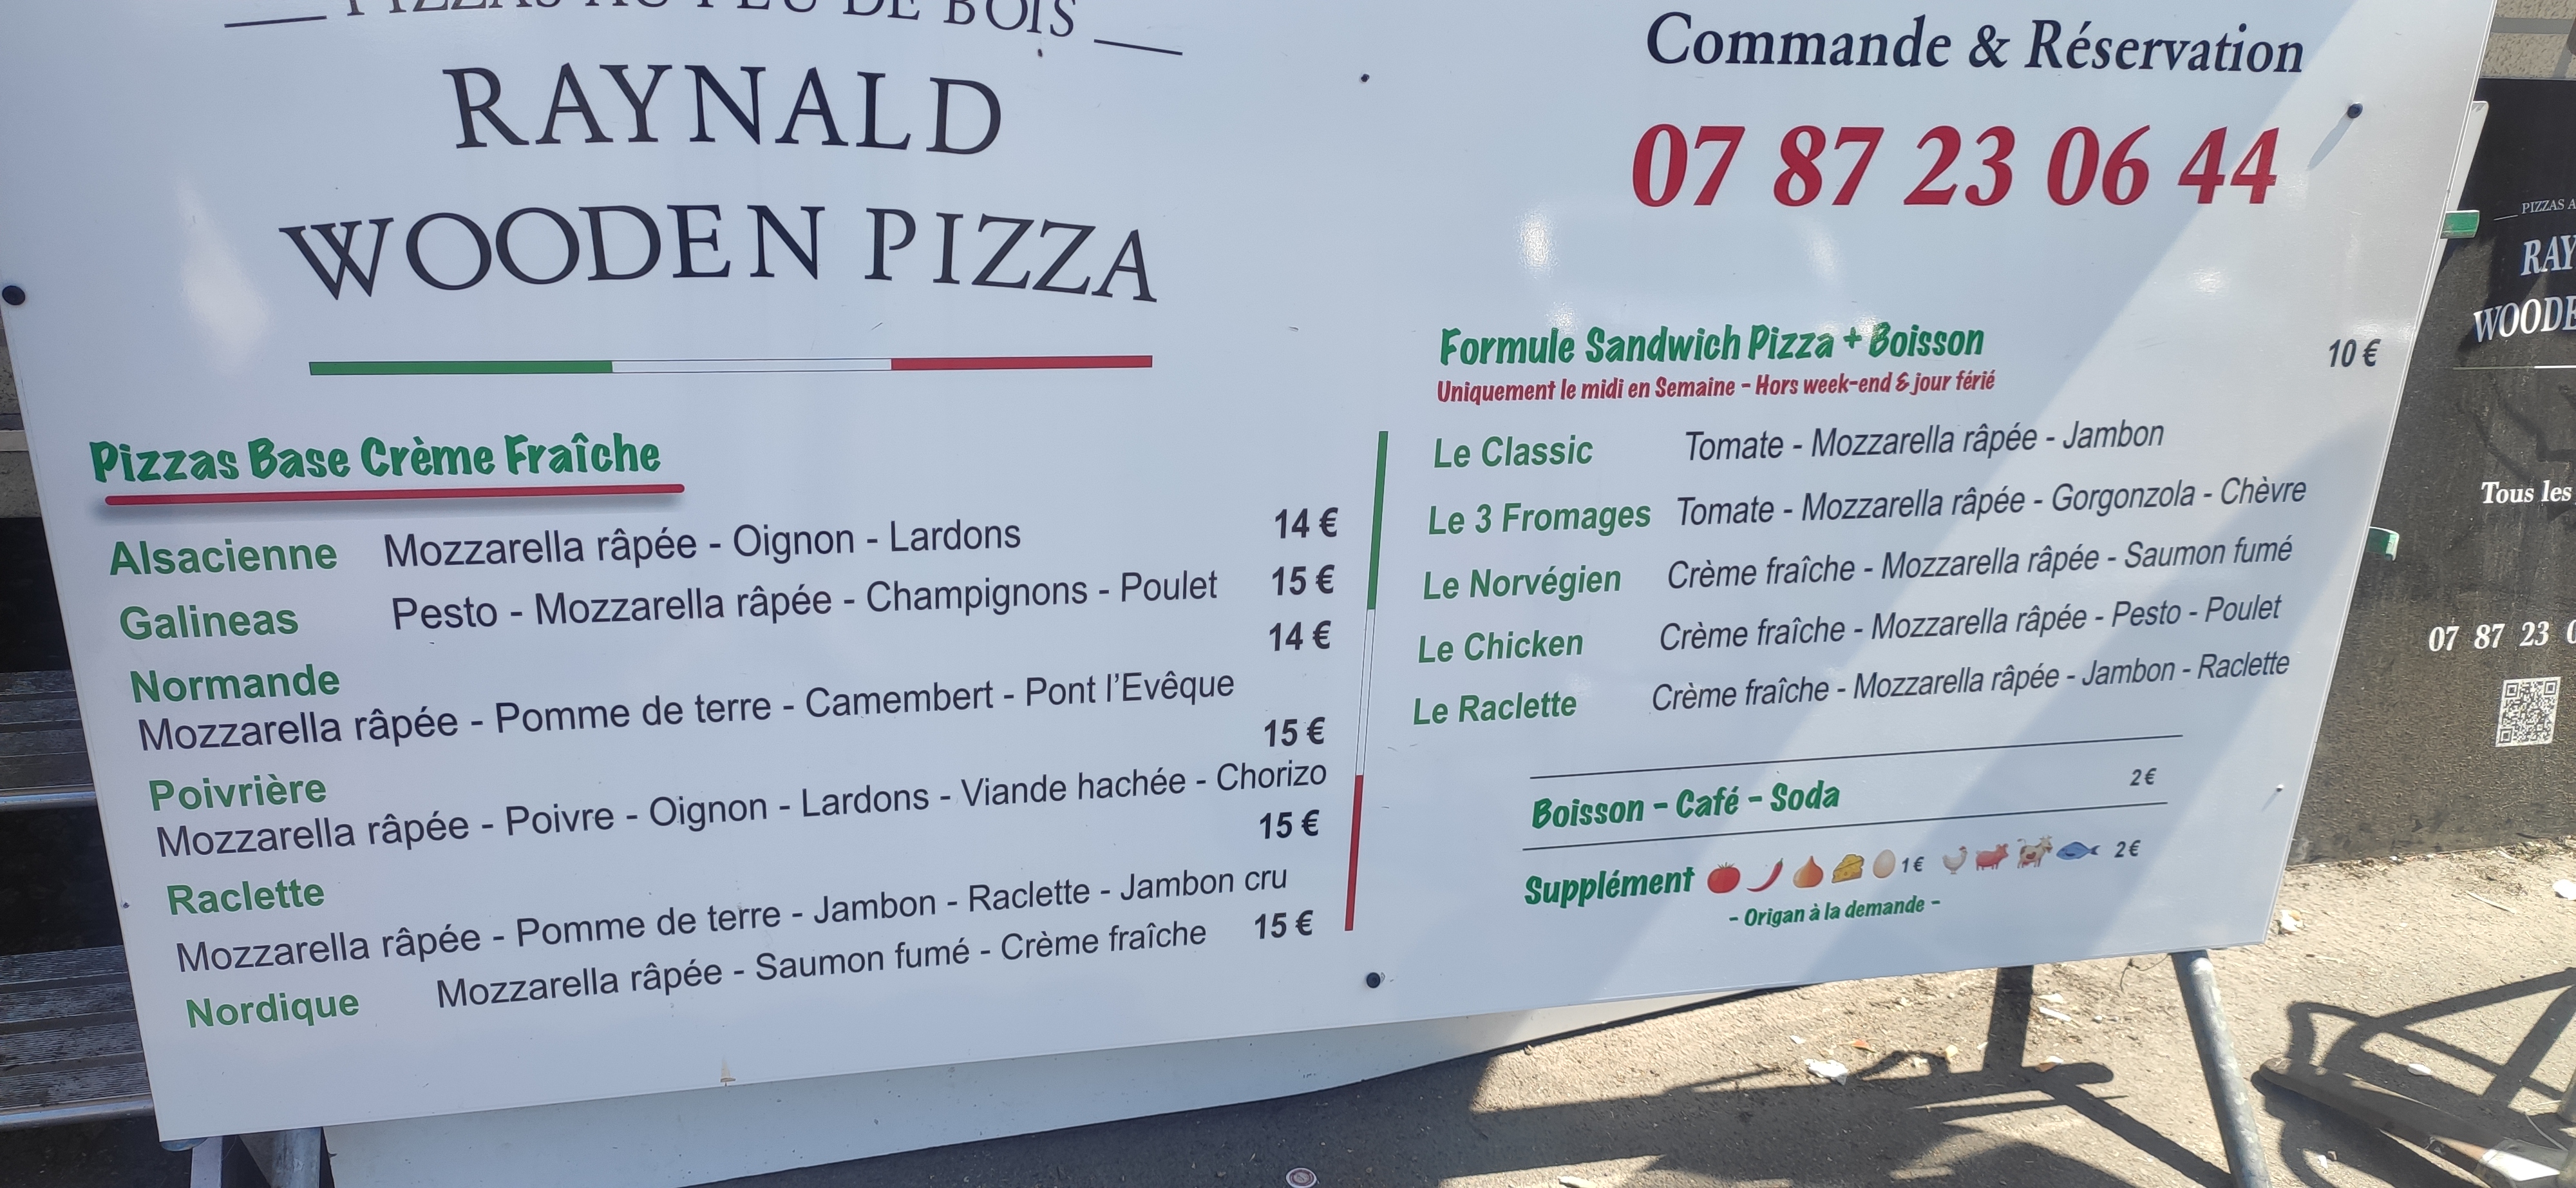 PIZZAS AU FEU DE BOIS
RAYNALD
WOODEN PIZZA
Pizzas Base Crème Fraîche
Alsacienne Mozzarella râpée - Oignon - Lardons 14 €
Galineas Pesto - Mozzarella râpée - Champignons - Poulet 15 €
Normande 14 €
Mozzarella râpée - Pomme de terre - Camembert - Pont l'Evêque
Poivrière 15 €
Mozzarella râpée - Poivre - Oignon - Lardons - Viande hachée - Chorizo
Raclette 15 €
Mozzarella râpée - Pomme de terre - Jambon - Raclette - Jambon cru
Nordique Mozzarella râpée - Saumon fumé - Crème fraîche 15 €
Commande & Réservation
07 87 23 06 44
Formule Sandwich Pizza + Boisson 10 €
Uniquement le midi en Semaine - Hors week-end & jour férié
Le Classic Tomate - Mozzarella râpée - Jambon
Le 3 Fromages Tomate - Mozzarella râpée - Gorgonzola - Chèvre
Le Norvégien Crème fraîche - Mozzarella râpée - Saumon fumé
Le Chicken Crème fraîche - Mozzarella râpée - Pesto - Poulet
Le Raclette Crème fraîche - Mozzarella râpée - Jambon - Raclette
Boisson - Café - Soda 2€
Supplément 1€ 2€
- Origan à la demande -
PIZZAS A
RAY
WOODE
Tous les
07 87 23 0